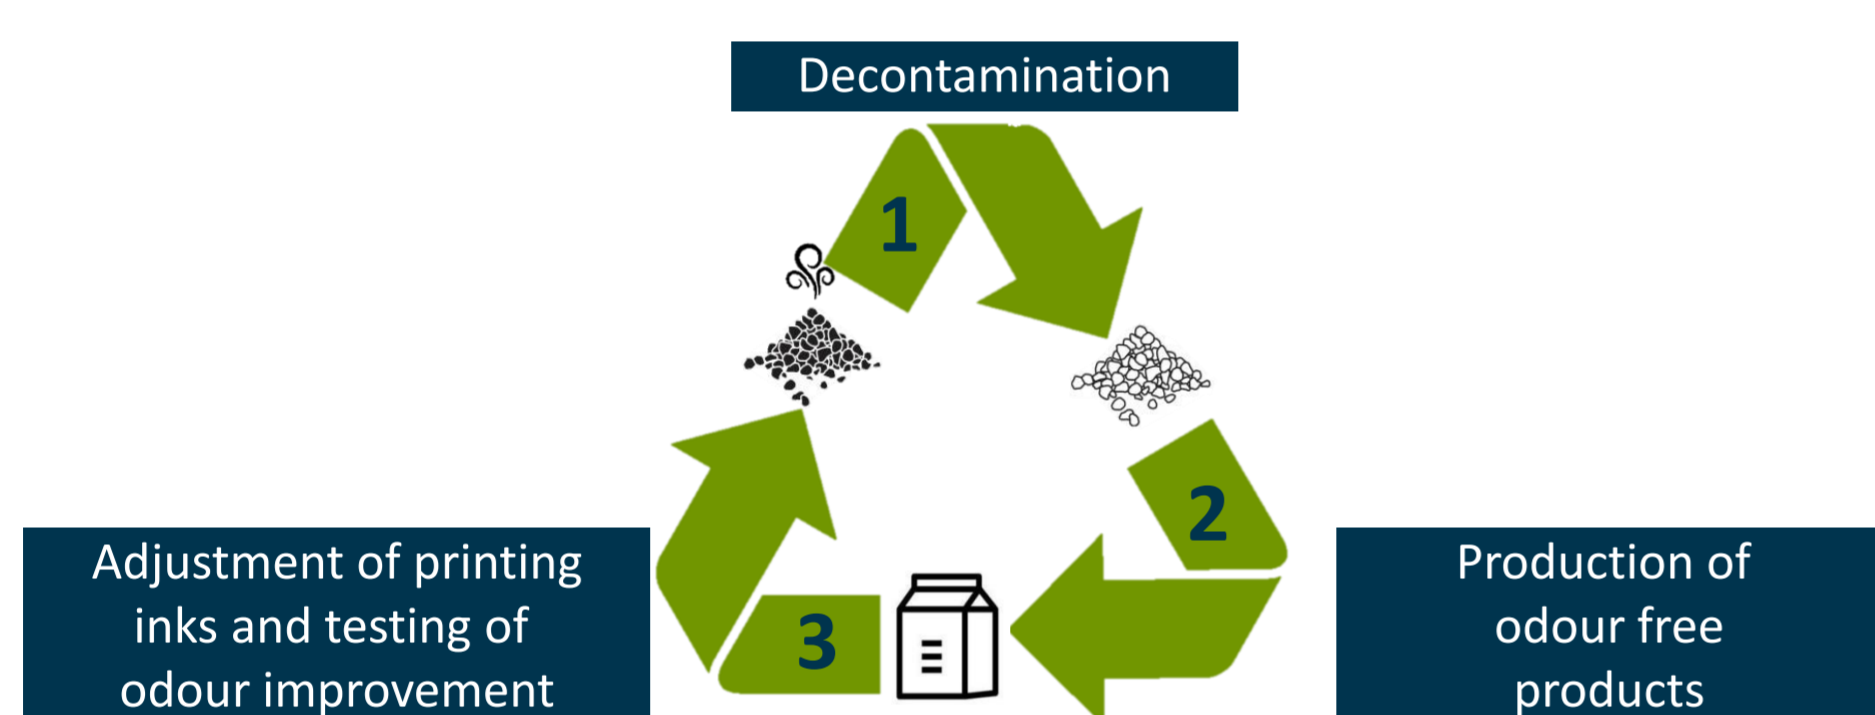 Decontamination
1
2
3
Adjustment of printing
inks and testing of
odour improvement
Production of
odour free
products